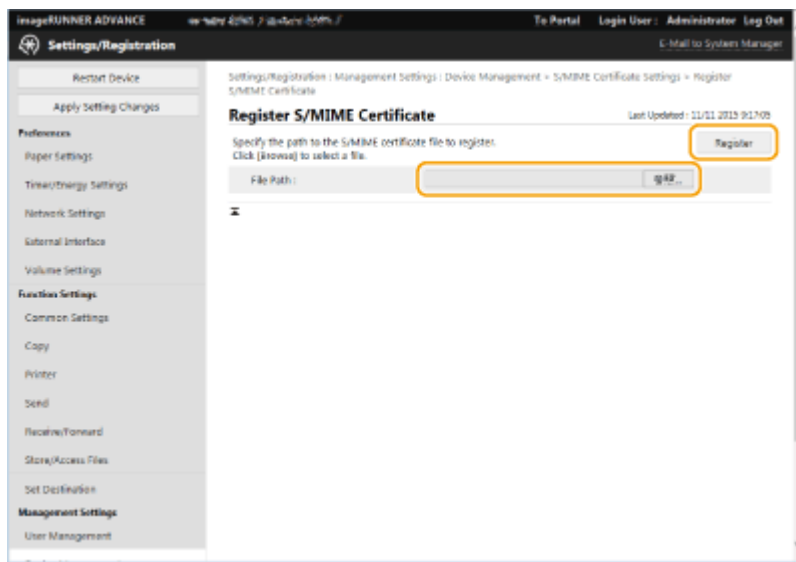 imageRUNNER ADVANCE
To Portal Login User : Administrator Log Out
Settings/Registration
E-Mail to System Manager
Restart Device
Apply Setting Changes
Preferences
Paper Settings
Timer/Energy Settings
Network Settings
External Interface
Volume Settings
Function Settings
Common Settings
Copy
Printer
Send
Receive/Forward
Store/Access Files
Set Destination
Management Settings
User Management
Settings/Registration : Management Settings : Device Management > S/MIME Certificate Settings > Register
S/MIME Certificate
Register S/MIME Certificate
Last Updated : 11/11 2015 9:17:05
Specify the path to the S/MIME certificate file to register.
Click [Browse] to select a file.
Register
File Path :